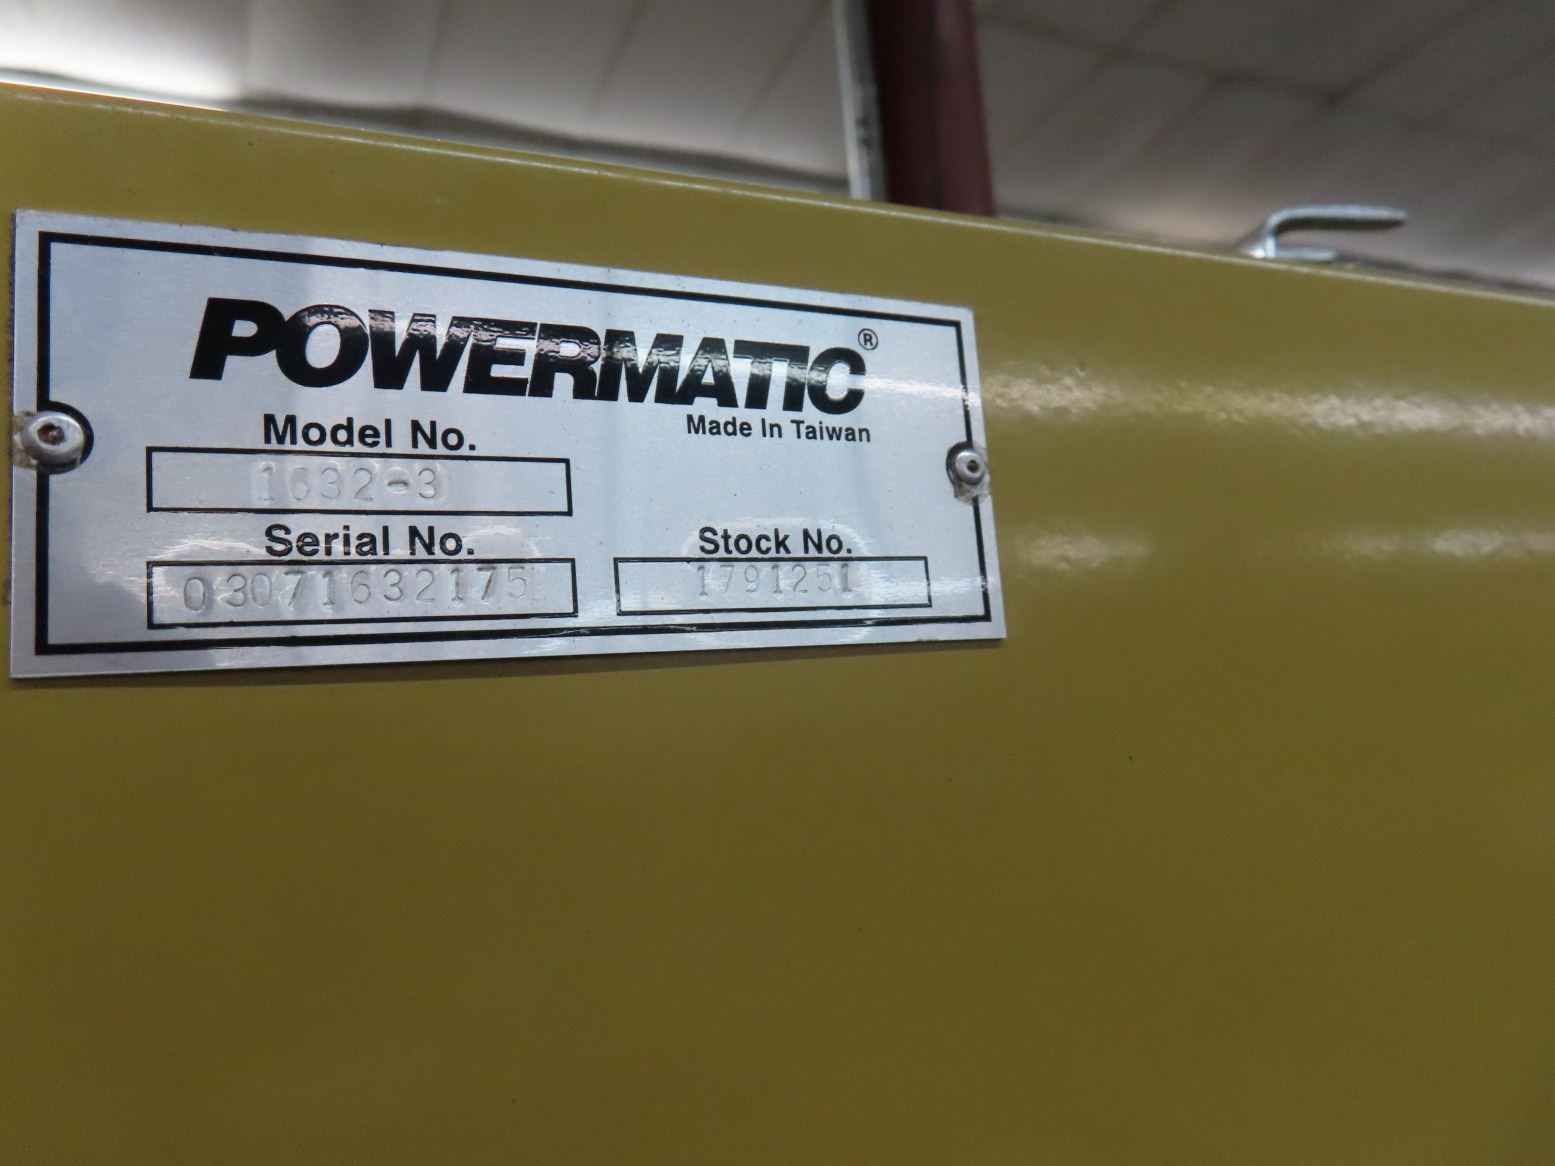 POWERMATIC®
Made In Taiwan
Model No.
1632-3
Serial No.
03071632175
Stock No.
1791251